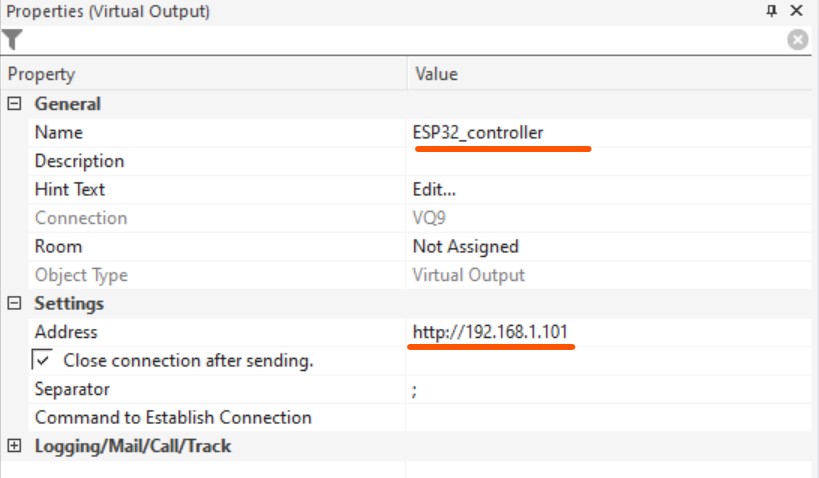 Properties (Virtual Output)
Property Value
General
Name ESP32_controller
Description
Hint Text Edit...
Connection VQ9
Room Not Assigned
Object Type Virtual Output
Settings
Address http://192.168.1.101
Close connection after sending.
Separator ;
Command to Establish Connection
Logging/Mail/Call/Track